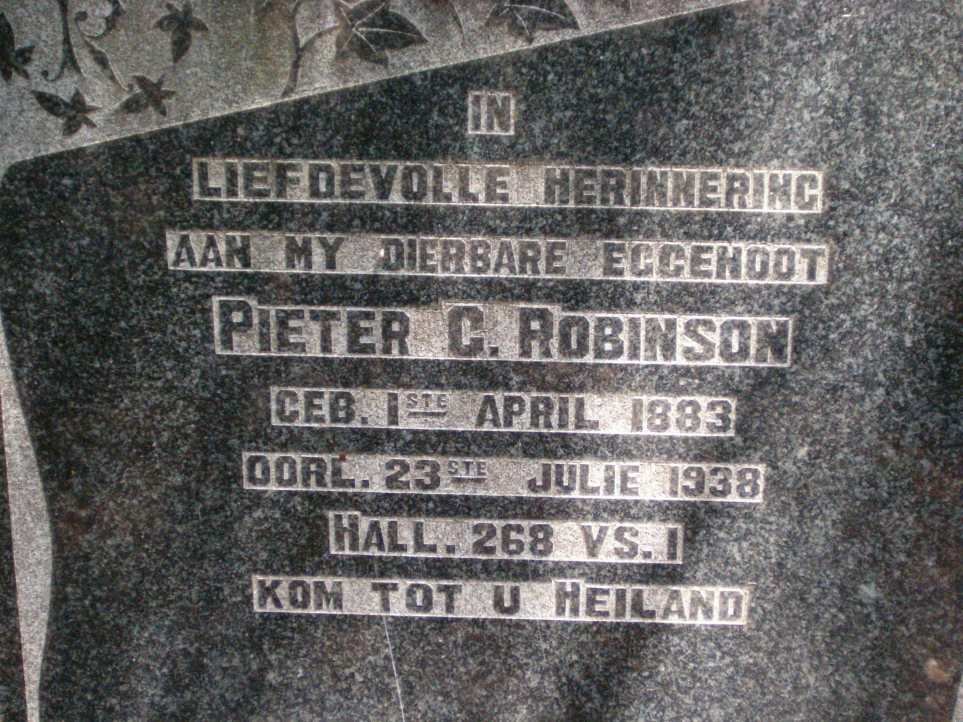 IN
LIEFDEVOLLE HERINNERING
AAN MY DIERBARE EGGENOOT
PIETER G. ROBINSON
GEB. 1STE APRIL 1883
OORL. 23STE JULIE 1938
HALL. 268 VS. 1
KOM TOT U HEILAND